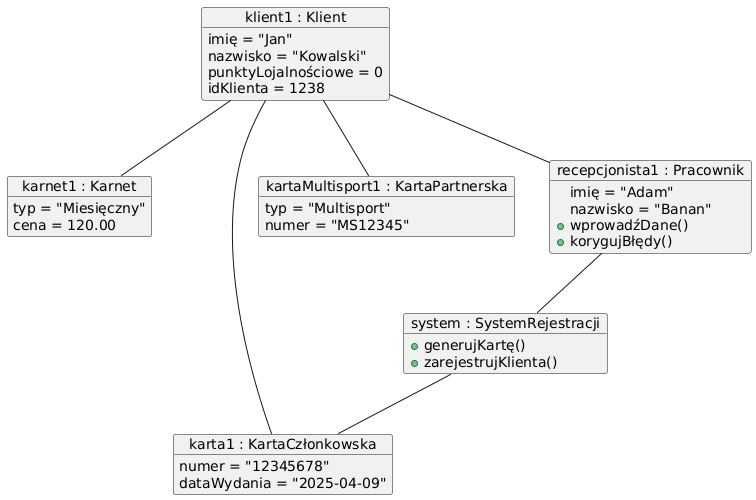 klient1 : Klient
imię = "Jan"
nazwisko = "Kowalski"
punktyLojalnościowe = 0
idKlienta = 1238
karnet1 : Karnet
typ = "Miesięczny"
cena = 120.00
kartaMultisport1 : KartaPartnerska
typ = "Multisport"
numer = "MS12345"
recepcjonista1 : Pracownik
imię = "Adam"
nazwisko = "Banan"
wprowadźDane()
korygujBłędy()
system : SystemRejestracji
generujKartę()
zarejestrujKlienta()
karta1 : KartaCzłonkowska
numer = "12345678"
dataWydania = "2025-04-09"